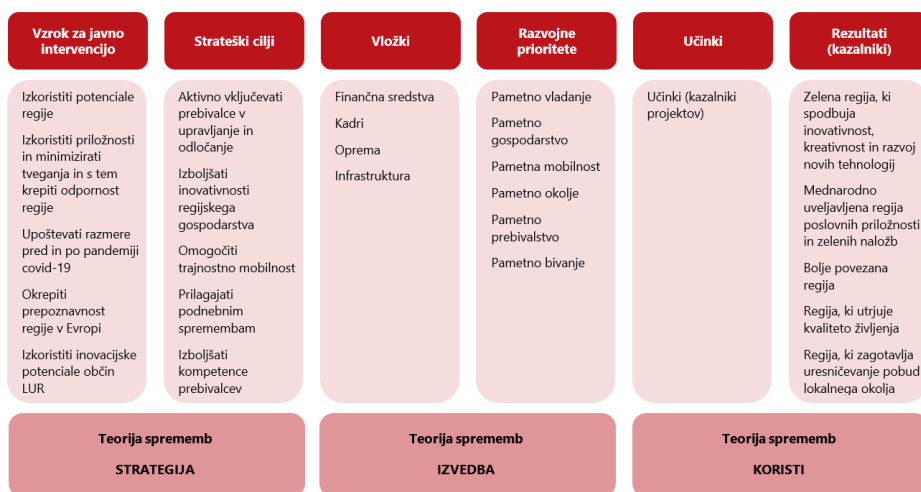 Vzrok za javno
intervencijo
Strateški cilji
Vložki
Razvojne
prioritete
Učinki
Rezultati
(kazalniki)
Izkoristiti potenciale
regije
Izkoristiti priložnosti
in minimizirati
tveganja in s tem
krepiti odpornost
regije
Upoštevati razmere
pred in po pandemiji
covid-19
Okrepiti
prepoznavnost
regije v Evropi
Izkoristiti inovacijske
potenciale občin
LUR
Aktivno vključevati
prebivalce v
upravljanje in
odločanje
Izboljšati
inovativnosti
regijskega
gospodarstva
Omogočiti
trajnostno mobilnost
Prilagajati
podnebnim
spremembam
Izboljšati
kompetence
prebivalcev
Finančna sredstva
Kadri
Oprema
Infrastruktura
Pametno vladanje
Pametno
gospodarstvo
Pametna mobilnost
Pametno okolje
Pametno
prebivalstvo
Pametno bivanje
Učinki (kazalniki
projektov)
Zelena regija, ki
spodbuja
inovativnost,
kreativnost in razvoj
novih tehnologij
Mednarodno
uveljavljena regija
poslovnih priložnosti
in zelenih naložb
Bolje povezana
regija
Regija, ki utrjuje
kvaliteto življenja
Regija, ki zagotavlja
uresničevanje pobud
lokalnega okolja
Teorija sprememb
STRATEGIJA
Teorija sprememb
IZVEDBA
Teorija sprememb
KORISTI